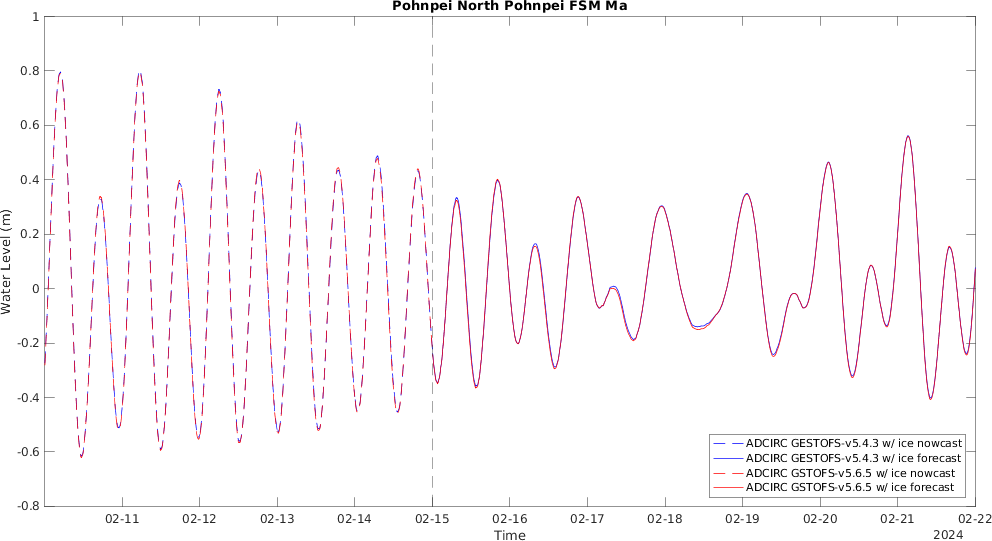 Pohnpei North Pohnpei FSM Ma
1
0.8
0.6
0.4
0.2
0
-0.2
-0.4
-0.6
-0.8
Water Level (m)
ADCIRC GESTOFS-v5.4.3 w/ ice nowcast
ADCIRC GESTOFS-v5.4.3 w/ ice forecast
ADCIRC GSTOFS-v5.6.5 w/ ice nowcast
ADCIRC GSTOFS-v5.6.5 w/ ice forecast
02-11 02-12 02-13 02-14 02-15 02-16 02-17 02-18 02-19 02-20 02-21 02-22
Time
2024